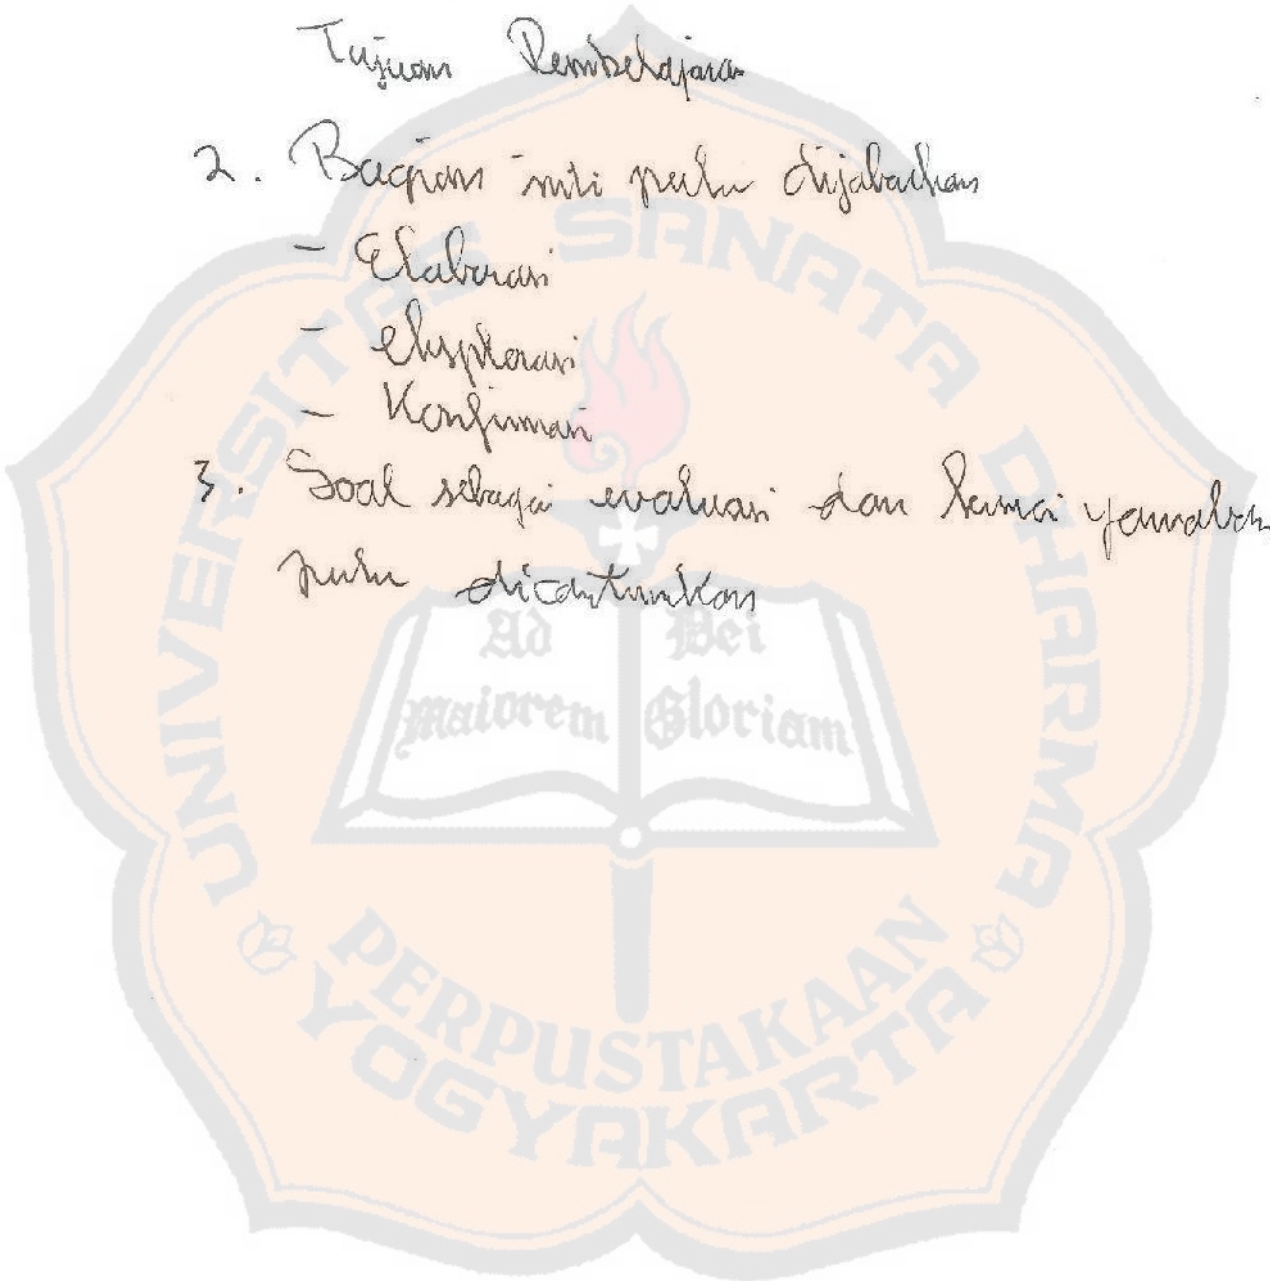 Tujuan Pembelajaran
2. Bagian inti perlu dijabarkan
- Elaborasi
- eksplorasi
- Konfirmasi
3. Soal sebagai evaluasi dan kunci jawaban
perlu dicantumkan
UNIVERSITAS SANATA DHARMA
Ad Dei
maiorem Gloriam
PERPUSTAKAAN
YOGYAKARTA